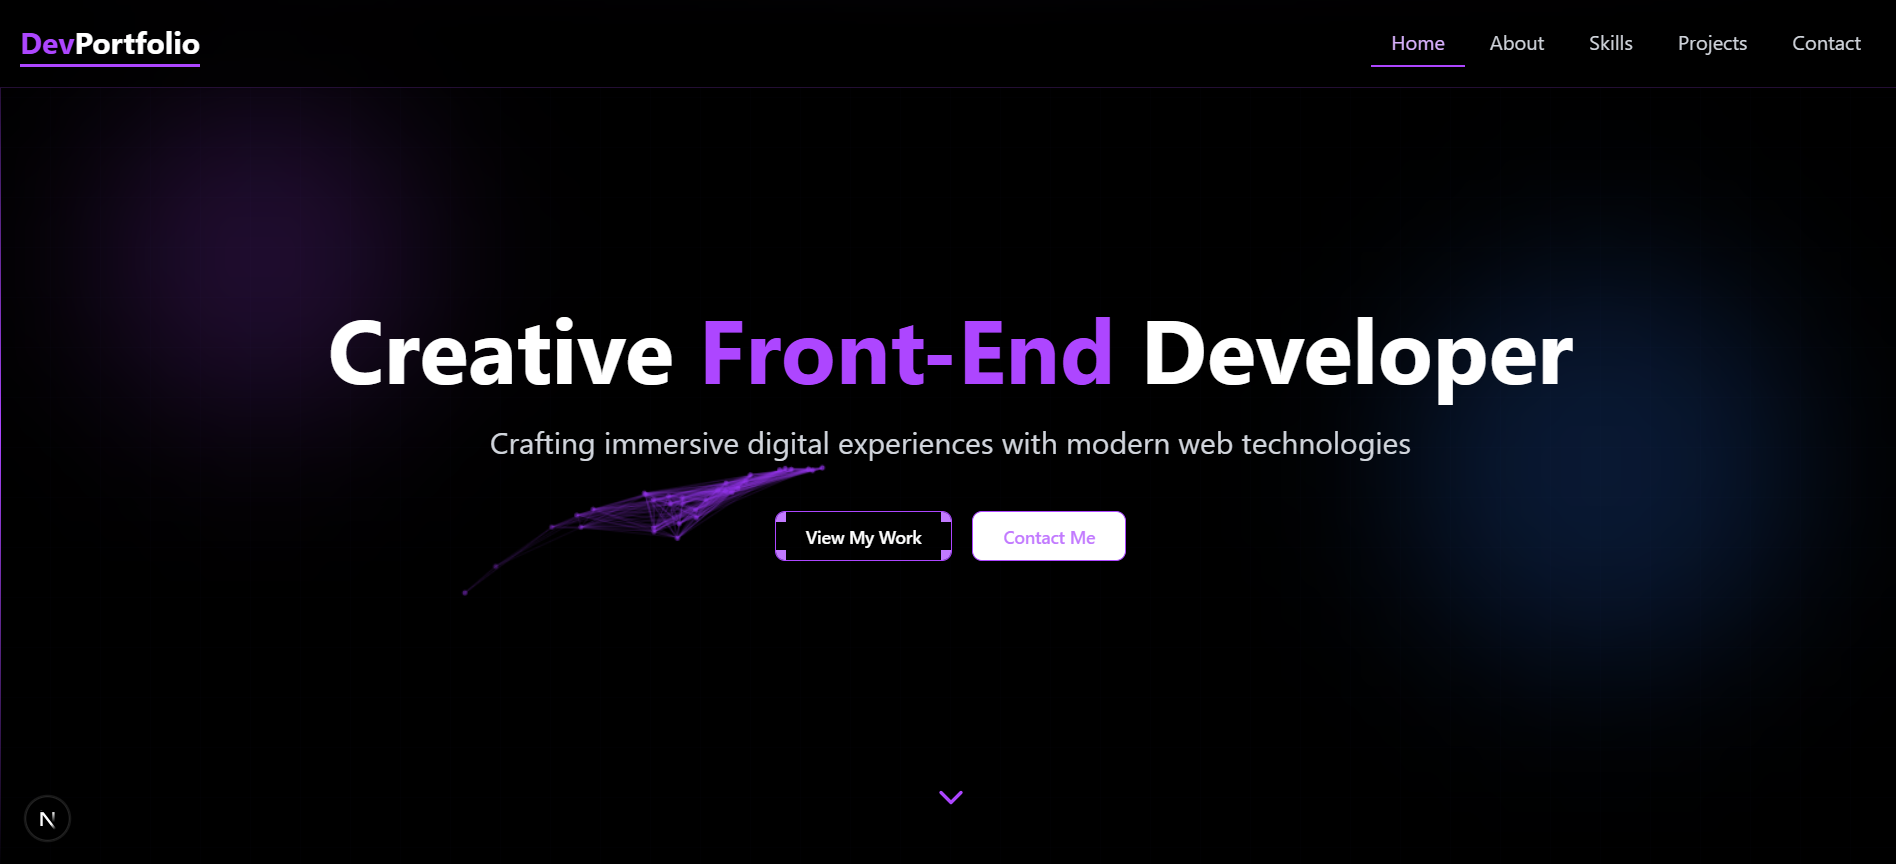 DevPortfolio
Home About Skills Projects Contact
Creative Front-End Developer
Crafting immersive digital experiences with modern web technologies
View My Work
Contact Me
N